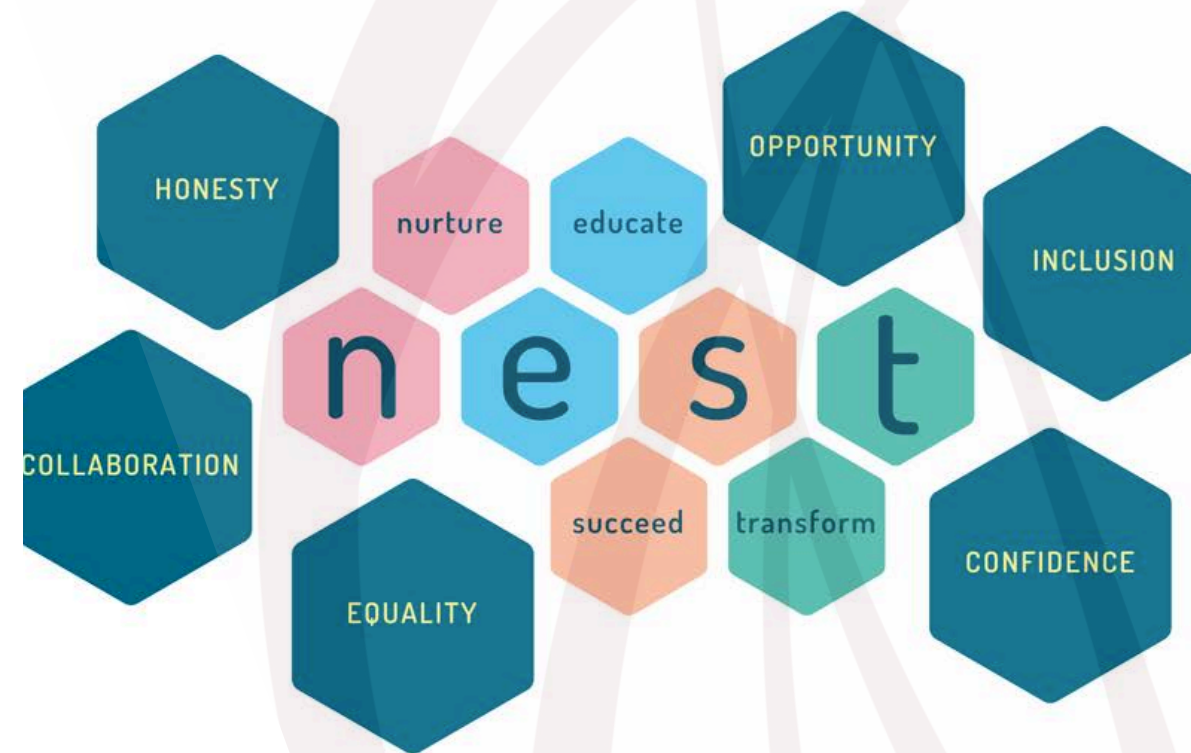 OPPORTUNITY
HONESTY
nurture
educate
INCLUSION
n e s t
COLLABORATION
succeed
transform
CONFIDENCE
EQUALITY